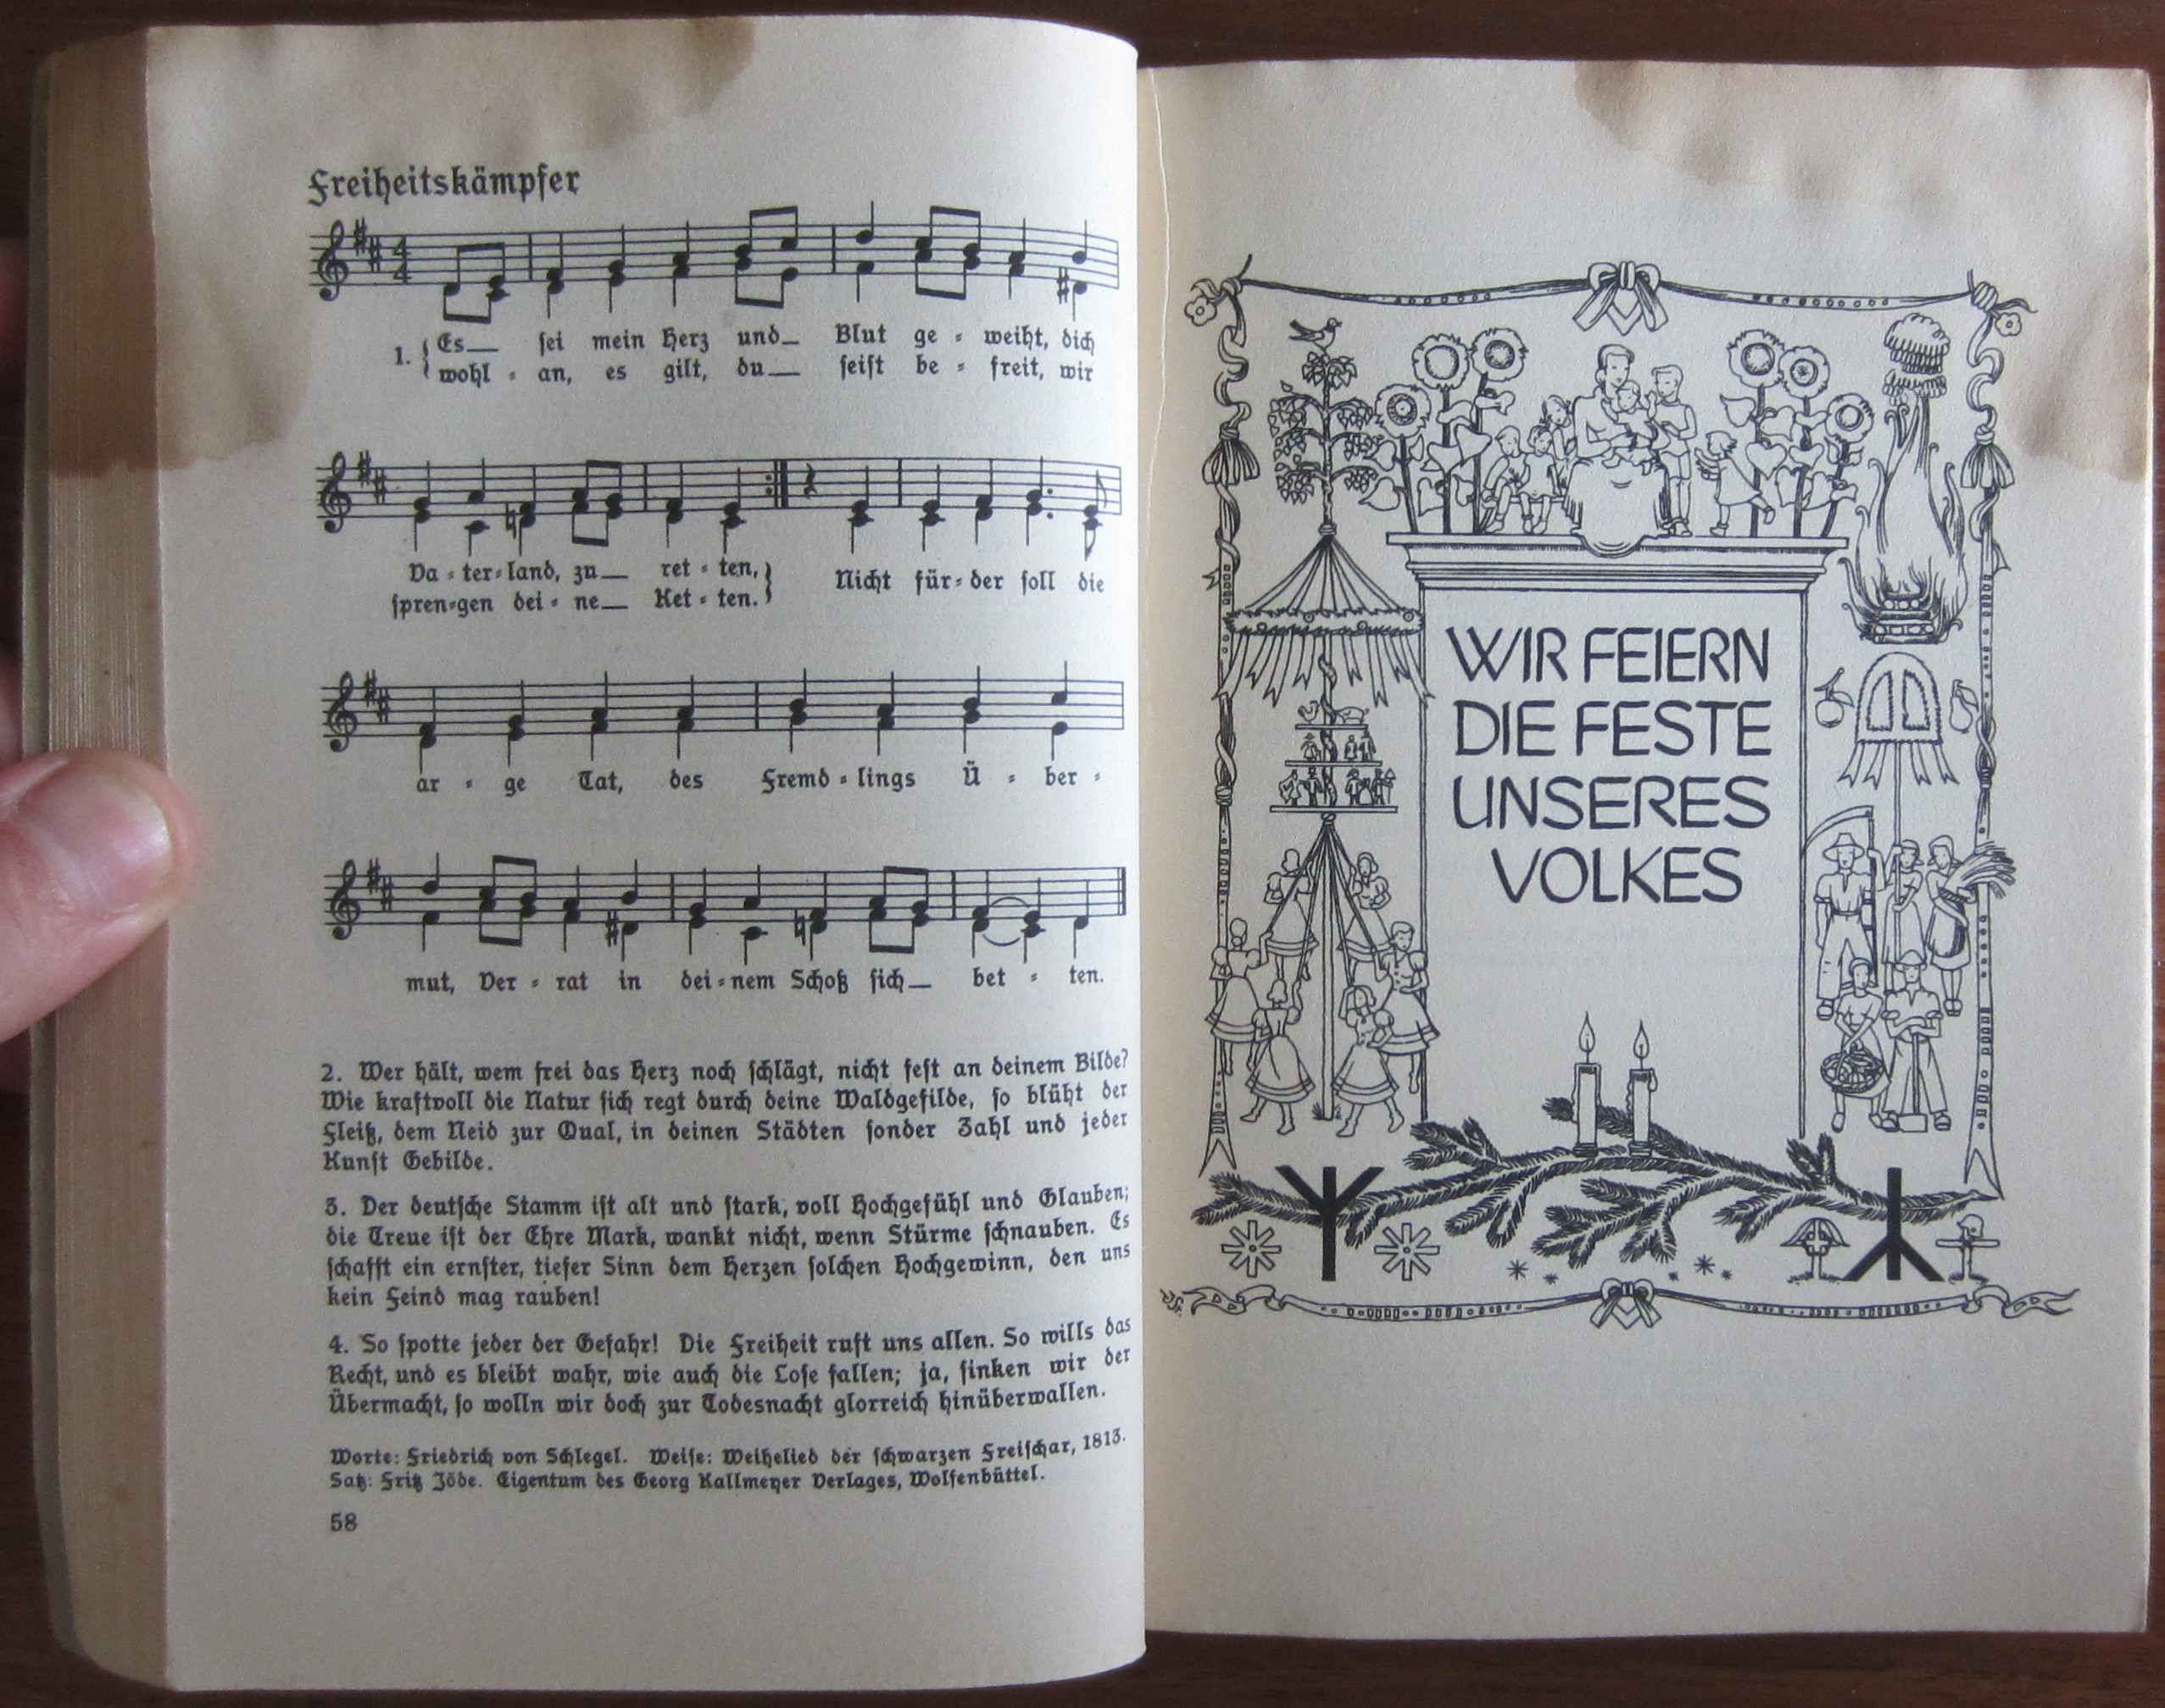 Freiheitskämpfer
4
4
1. { Es— sei mein Herz und— Blut ge - weiht, dich
wohl - an, es gilt, du— seist be - freit, wir
Va - ter - land, zu— ret - ten, } Nicht für - der soll die
spren - gen dei - ne— Ket - ten.
ar - ge Tat, des Fremd - lings Ü - ber -
mut, Ver - rat in dei - nem Schoß sich— bet - ten.
2. Wer hält, wem frei das Herz noch schlägt, nicht fest an deinem Bilde?
Wie kraftvoll die Natur sich regt durch deine Waldgefilde, so blüht der
Fleiß, dem Neid zur Qual, in deinen Städten sonder Zahl und jeder
Kunst Gebilde.
3. Der deutsche Stamm ist alt und stark, voll Hochgefühl und Glauben;
die Treue ist der Ehre Mark, wankt nicht, wenn Stürme schnauben. Es
schafft ein ernster, tiefer Sinn dem Herzen solchen Hochgewinn, den uns
kein Feind mag rauben!
4. So spotte jeder der Gefahr! Die Freiheit ruft uns allen. So wills das
Recht, und es bleibt wahr, wie auch die Lose fallen; ja, sinken wir der
Übermacht, so wolln wir doch zur Todesnacht glorreich hinüberwallen.
Worte: Friedrich von Schlegel. Weise: Weihelied der schwarzen Freischar, 1813.
Satz: Fritz Jöde. Eigentum des Georg Kallmeyer Verlages, Wolfenbüttel.
58
WIR FEIERN
DIE FESTE
UNSERES
VOLKES